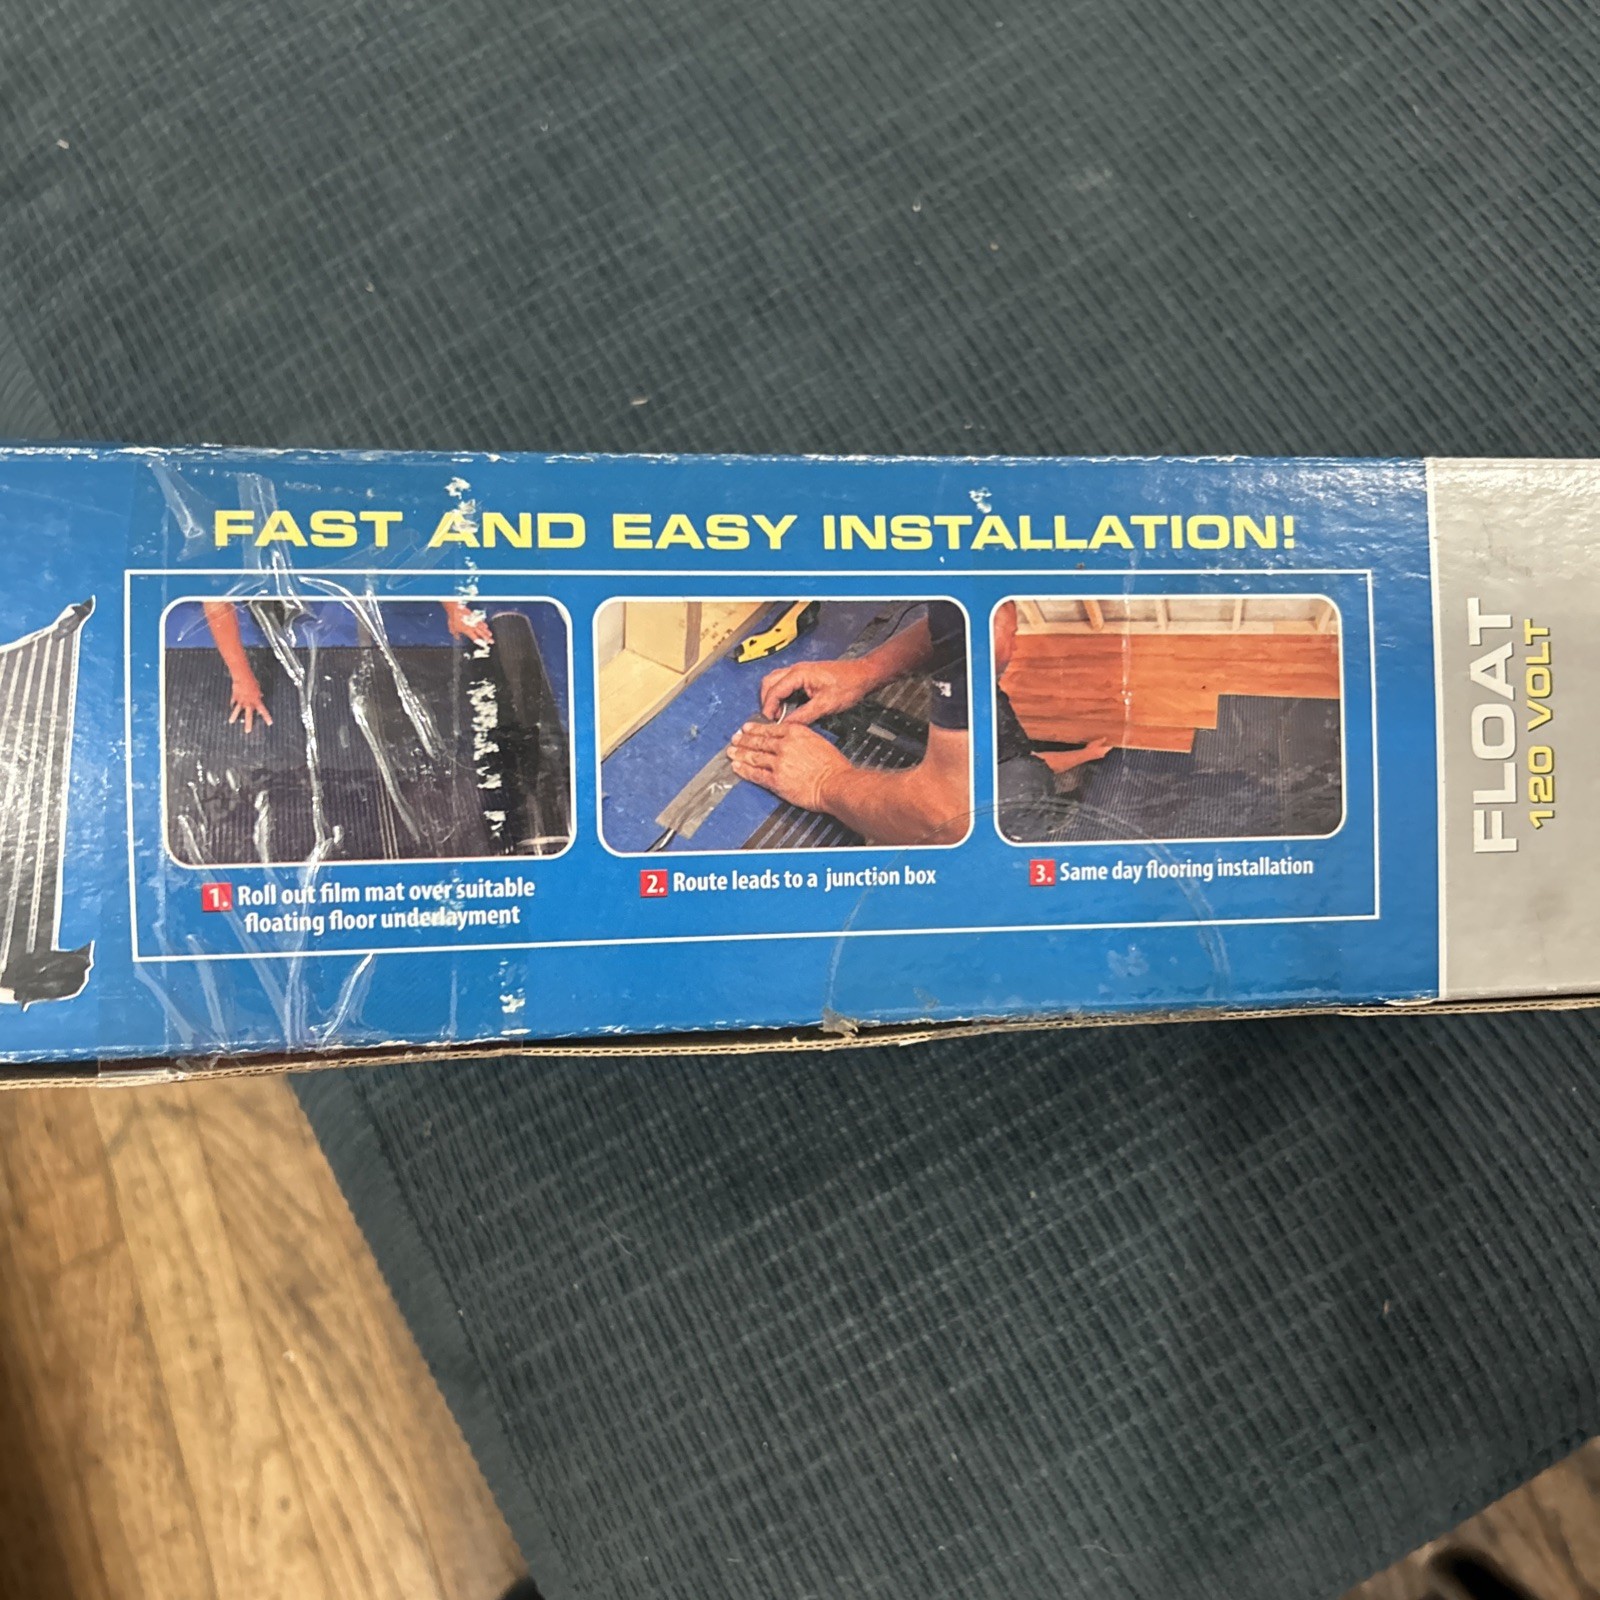 FAST AND EASY INSTALLATION!
1. Roll out film mat over suitable
floating floor underlayment
2. Route leads to a junction box
3. Same day flooring installation
FLOAT
120 VOLT